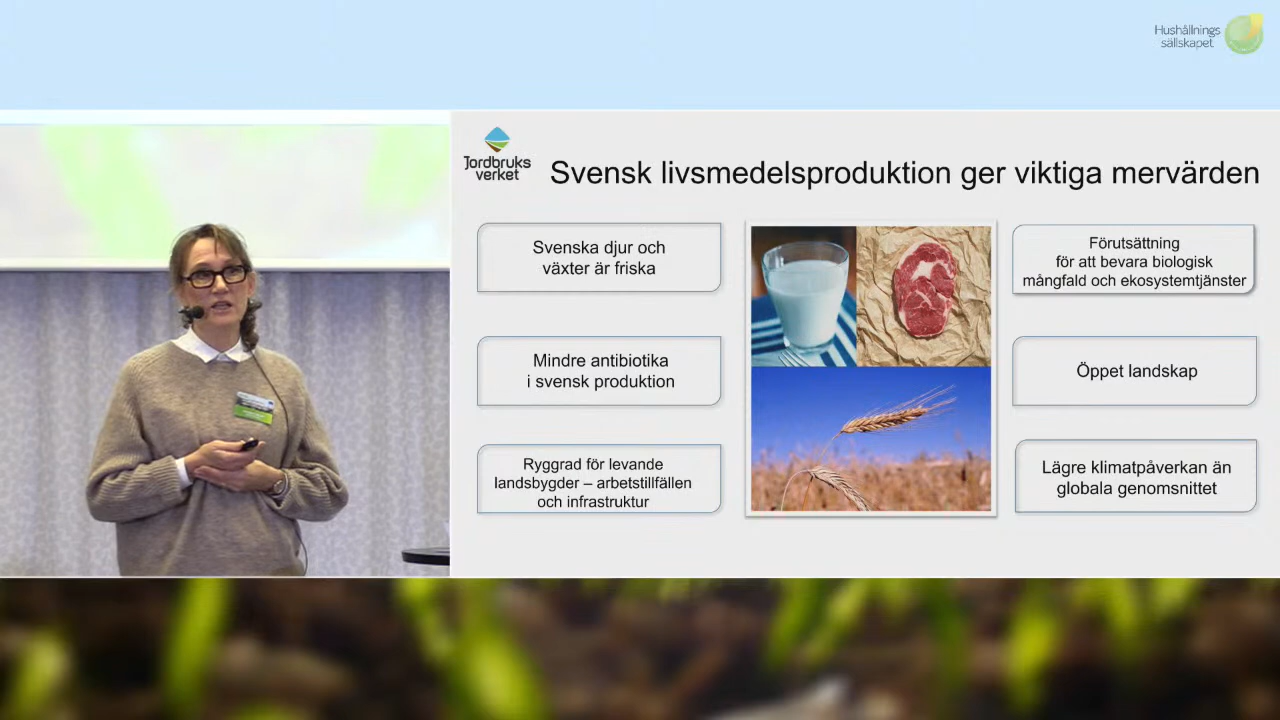 Hushållnings
sällskapet
Jordbruks
verket
Svensk livsmedelsproduktion ger viktiga mervärden
Svenska djur och
växter är friska
Mindre antibiotika
i svensk produktion
Ryggrad för levande
landsbygder – arbetstillfällen
och infrastruktur
Förutsättning
för att bevara biologisk
mångfald och ekosystemtjänster
Öppet landskap
Lägre klimatpåverkan än
globala genomsnittet